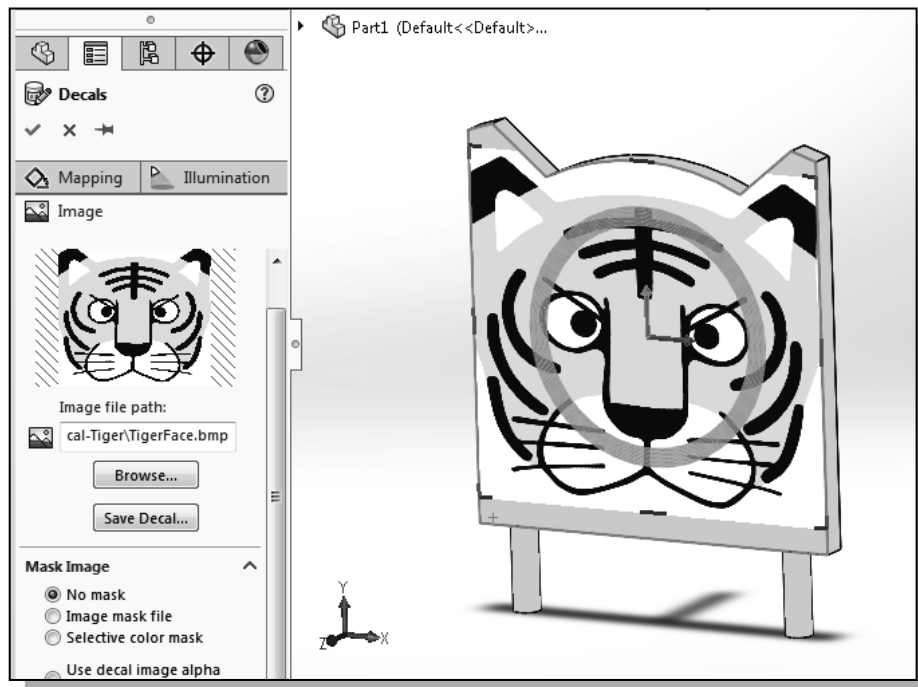 Part1 (Default<<Default>...
Decals
Mapping
Illumination
Image
Image file path:
cal-Tiger\TigerFace.bmp
Browse...
Save Decal...
Mask Image
No mask
Image mask file
Selective color mask
Use decal image alpha
Y
Z
X